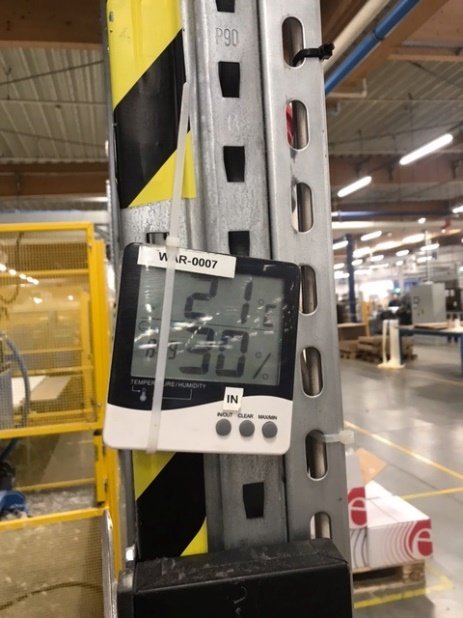 P90
WAR-0007
21
°C
30 %
TEMPERATURE/HUMIDITY
IN
IN/OUT CLEAR MAX/MIN